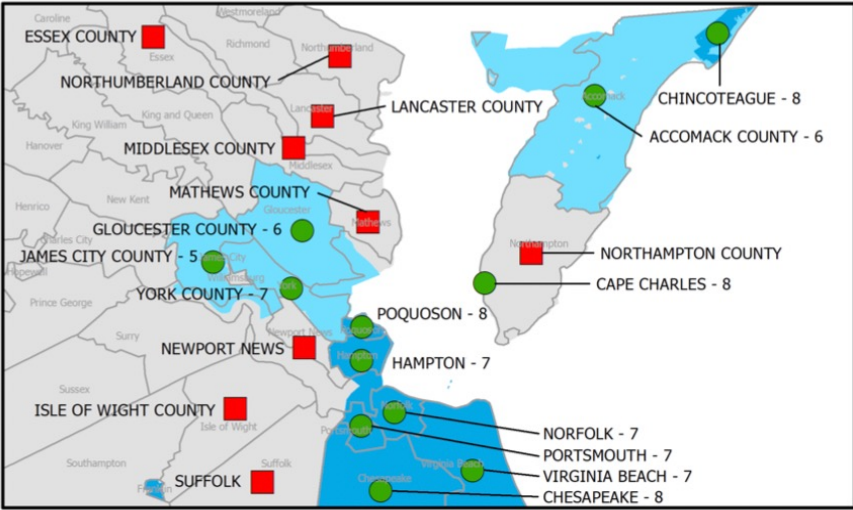 Caroline
Westmoreland
ESSEX COUNTY
Essex
Richmond
Northumberland
NORTHUMBERLAND COUNTY
CHINCOTEAGUE - 8
Accomack
Lancaster
LANCASTER COUNTY
King and Queen
King William
ACCOMACK COUNTY - 6
Hanover
MIDDLESEX COUNTY
Middlesex
MATHEWS COUNTY
New Kent
Henrico
Gloucester
Mathews
GLOUCESTER COUNTY - 6
Charles City
Northampton
NORTHAMPTON COUNTY
JAMES CITY COUNTY - 5
James City
Hopewell
Williamsburg
CAPE CHARLES - 8
YORK COUNTY - 7
York
Prince George
POQUOSON - 8
Poquoson
Newport News
Surry
NEWPORT NEWS
Hampton
HAMPTON - 7
Sussex
ISLE OF WIGHT COUNTY
Norfolk
Isle of Wight
Portsmouth
NORFOLK - 7
PORTSMOUTH - 7
Southampton
Suffolk
Virginia Beach
VIRGINIA BEACH - 7
SUFFOLK
Chesapeake
Franklin
CHESAPEAKE - 8